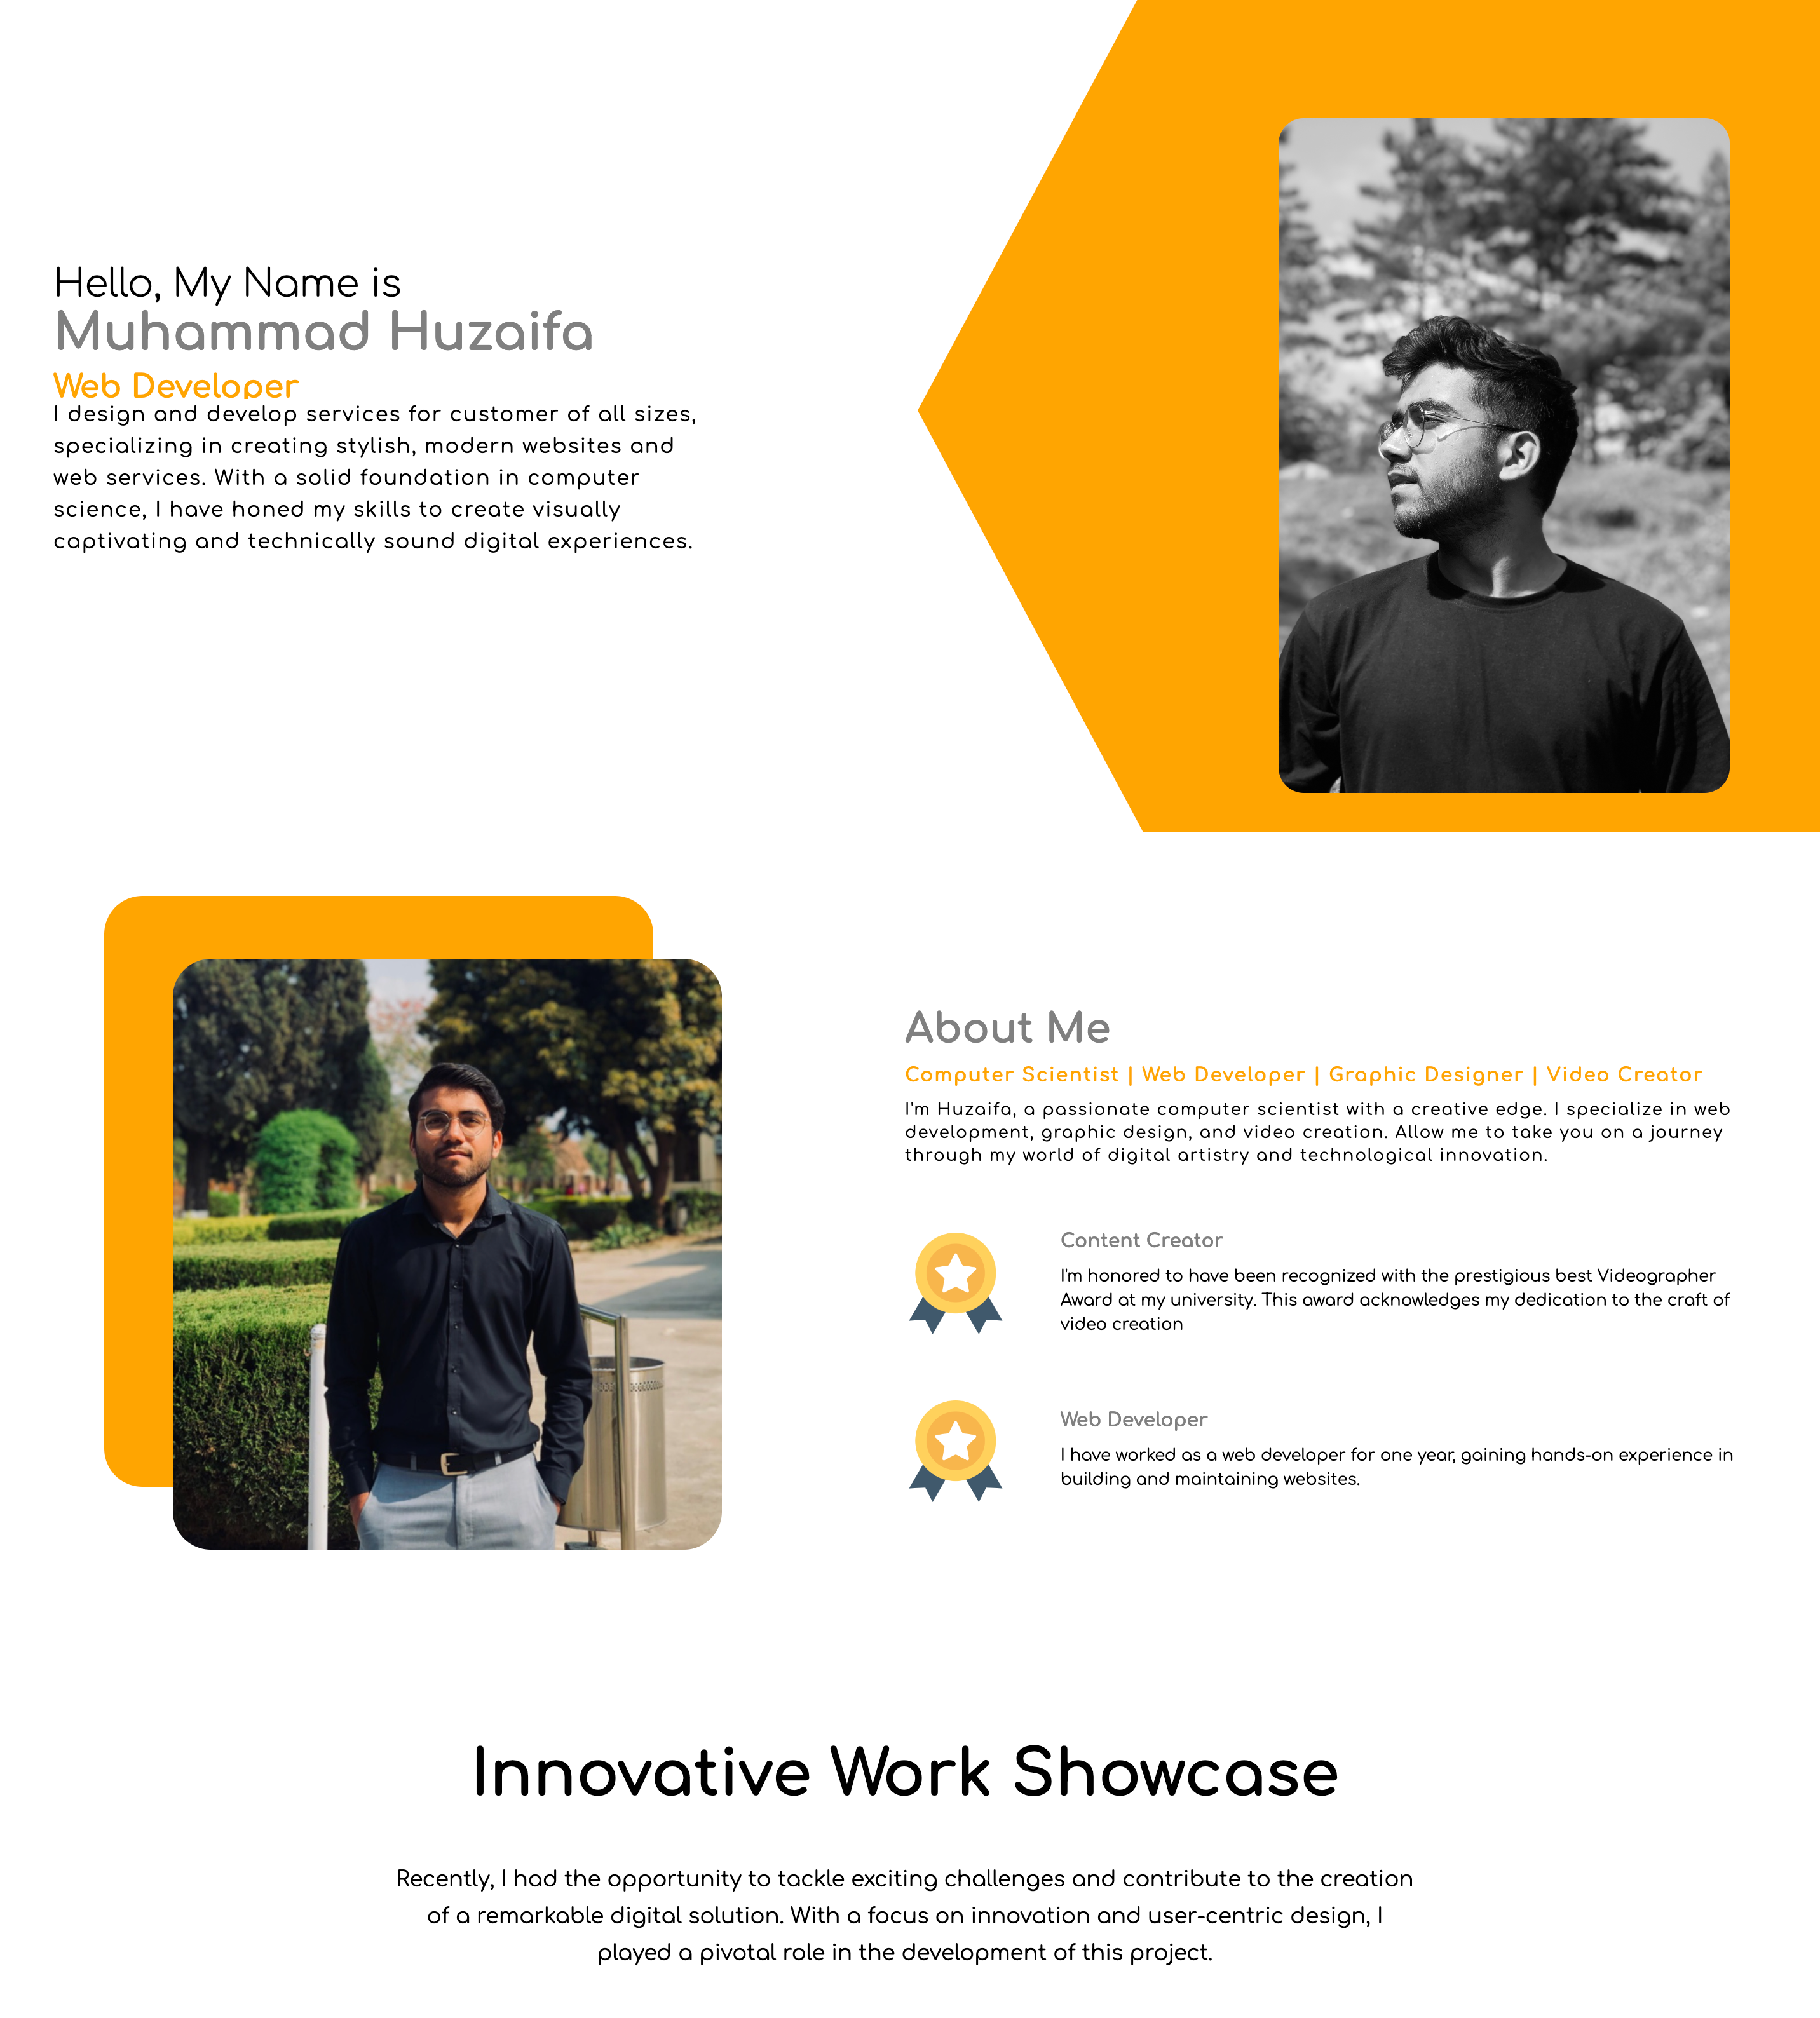 Hello, My Name is
Muhammad Huzaifa
Web Developer
I design and develop services for customer of all sizes,
specializing in creating stylish, modern websites and
web services. With a solid foundation in computer
science, I have honed my skills to create visually
captivating and technically sound digital experiences.
About Me
Computer Scientist | Web Developer | Graphic Designer | Video Creator
I'm Huzaifa, a passionate computer scientist with a creative edge. I specialize in web
development, graphic design, and video creation. Allow me to take you on a journey
through my world of digital artistry and technological innovation.
Content Creator
I'm honored to have been recognized with the prestigious best Videographer
Award at my university. This award acknowledges my dedication to the craft of
video creation
Web Developer
I have worked as a web developer for one year, gaining hands-on experience in
building and maintaining websites.
Innovative Work Showcase
Recently, I had the opportunity to tackle exciting challenges and contribute to the creation
of a remarkable digital solution. With a focus on innovation and user-centric design, I
played a pivotal role in the development of this project.